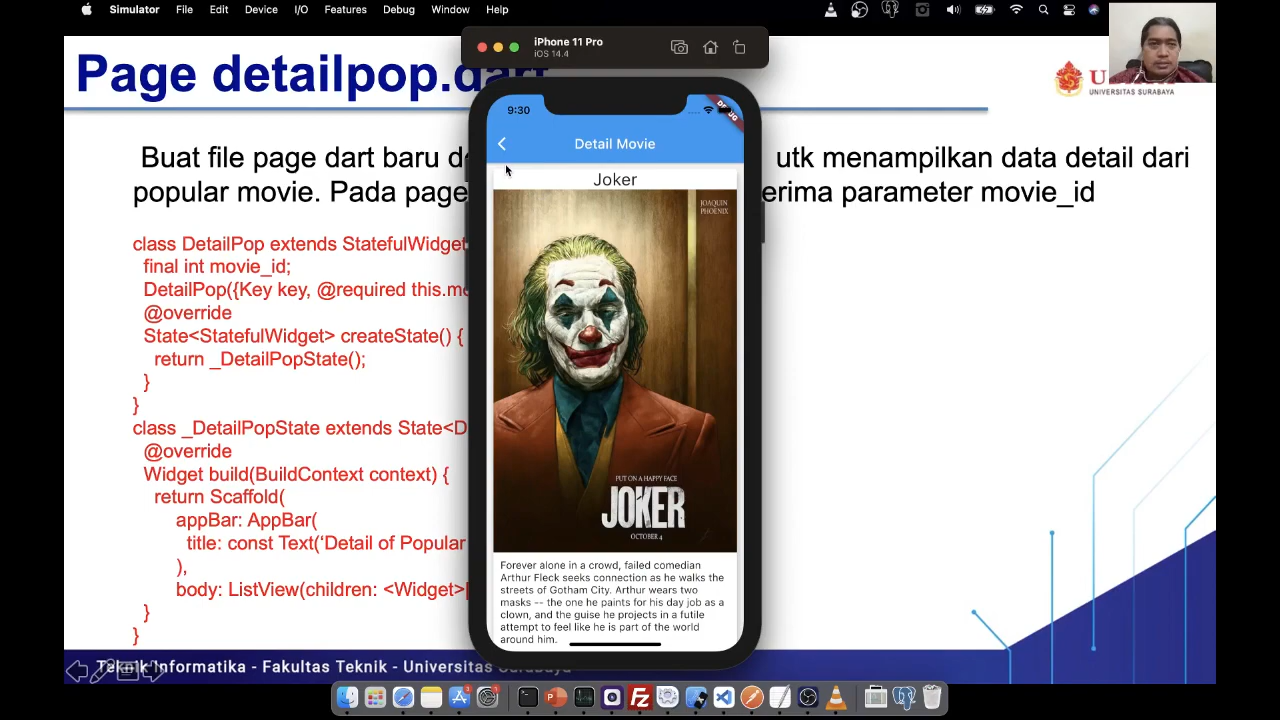 Simulator File Edit Device I/O Features Debug Window Help
Page detailpop.dart
iPhone 11 Pro
iOS 14.4
UNIVERSITAS SURABAYA
Buat file page dart baru utk menampilkan data detail dari
popular movie. Pada page erima parameter movie_id
class DetailPop extends StatefulWidget
final int movie_id;
DetailPop({Key key, @required this.mo
@override
State<StatefulWidget> createState() {
return _DetailPopState();
}
}
class _DetailPopState extends State<D
@override
Widget build(BuildContext context) {
return Scaffold(
appBar: AppBar(
title: const Text('Detail of Popular
),
body: ListView(children: <Widget>
}
}
9:30
Detail Movie
Joker
JOAQUIN
PHOENIX
PUT ON A HAPPY FACE
JOKER
OCTOBER 4
Forever alone in a crowd, failed comedian
Arthur Fleck seeks connection as he walks the
streets of Gotham City. Arthur wears two
masks -- the one he paints for his day job as a
clown, and the guise he projects in a futile
attempt to feel like he is part of the world
around him.
Teknik Informatika - Fakultas Teknik - Universitas Surabaya